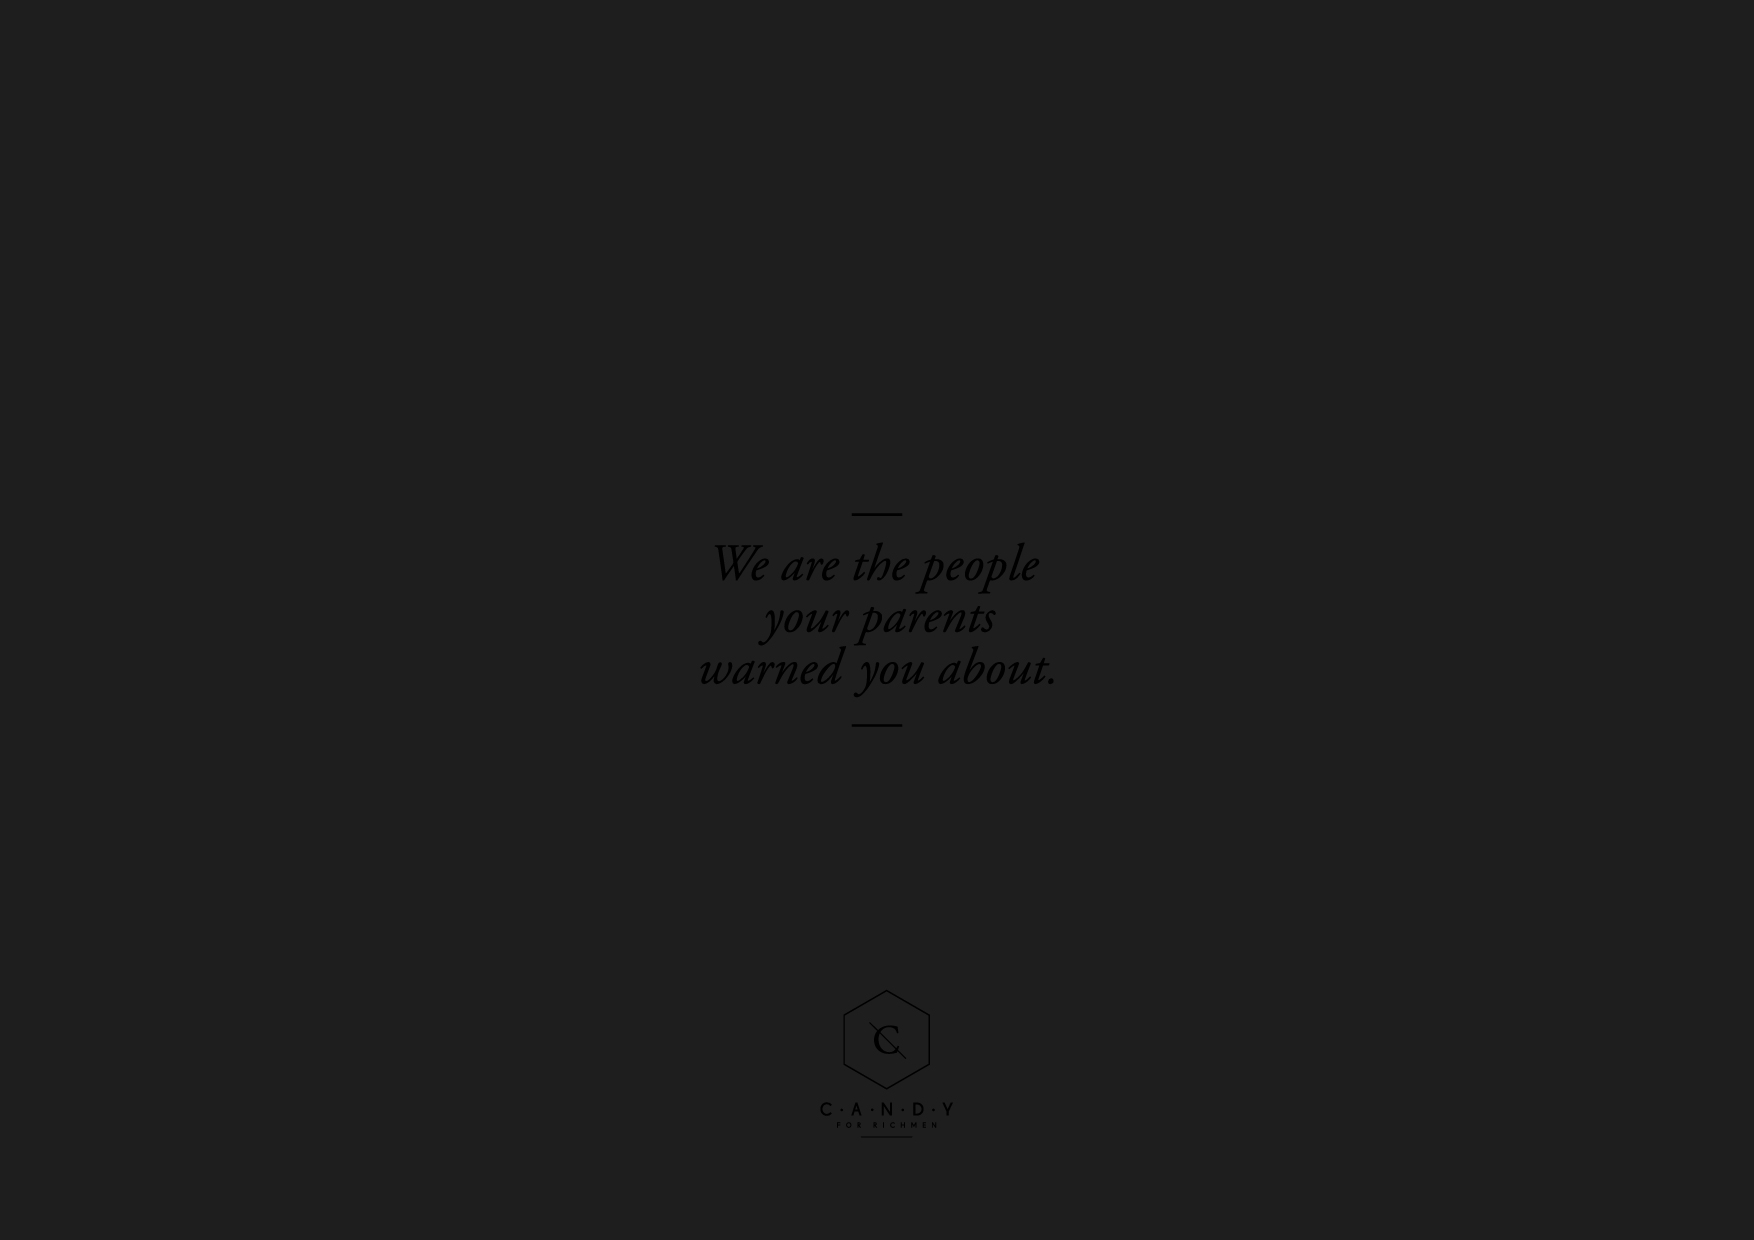 We are the people
your parents
warned you about.
C
C·A·N·D·Y
FOR RICHMEN